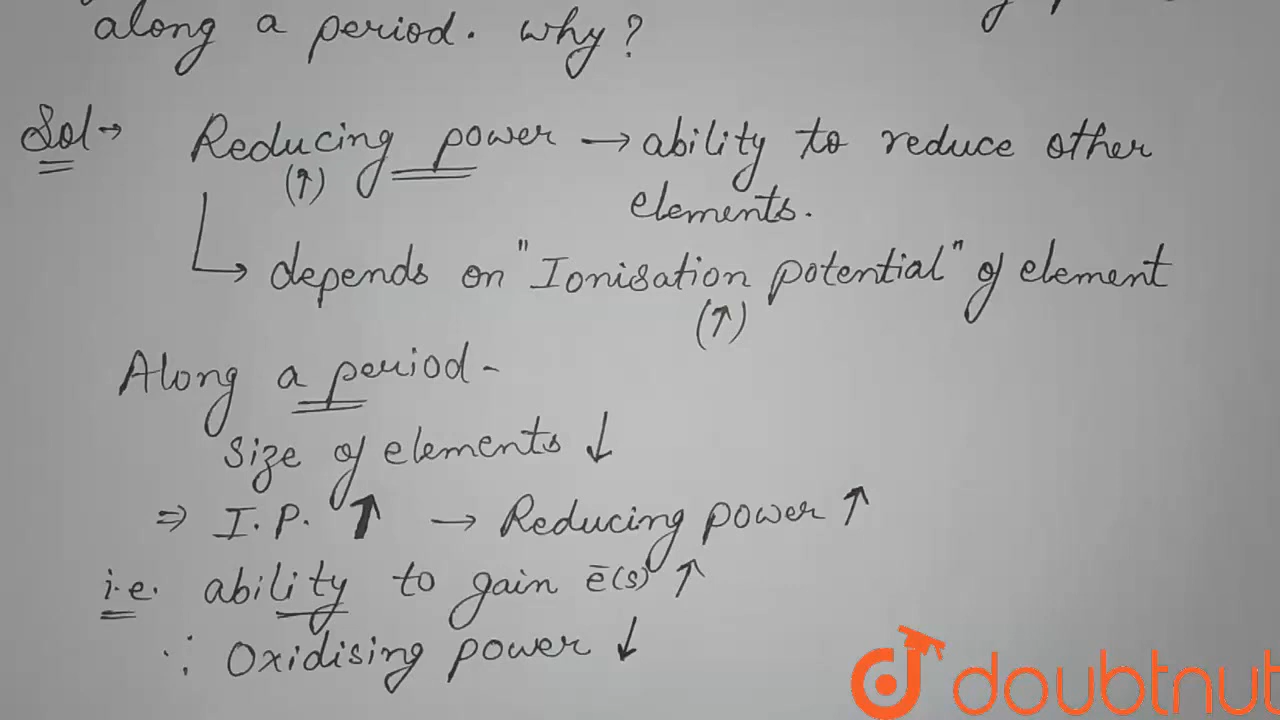 along a period. Why?
Sol → Reducing power → ability to reduce other
(↑)
elements.
↳ depends on "Ionisation potential" of element
(↑)
Along a period -
Size of elements ↓
⇒ I.P. ↑ → Reducing power ↑
i.e. ability to gain ē(s) ↑
∵ Oxidising power ↓
doubtnut